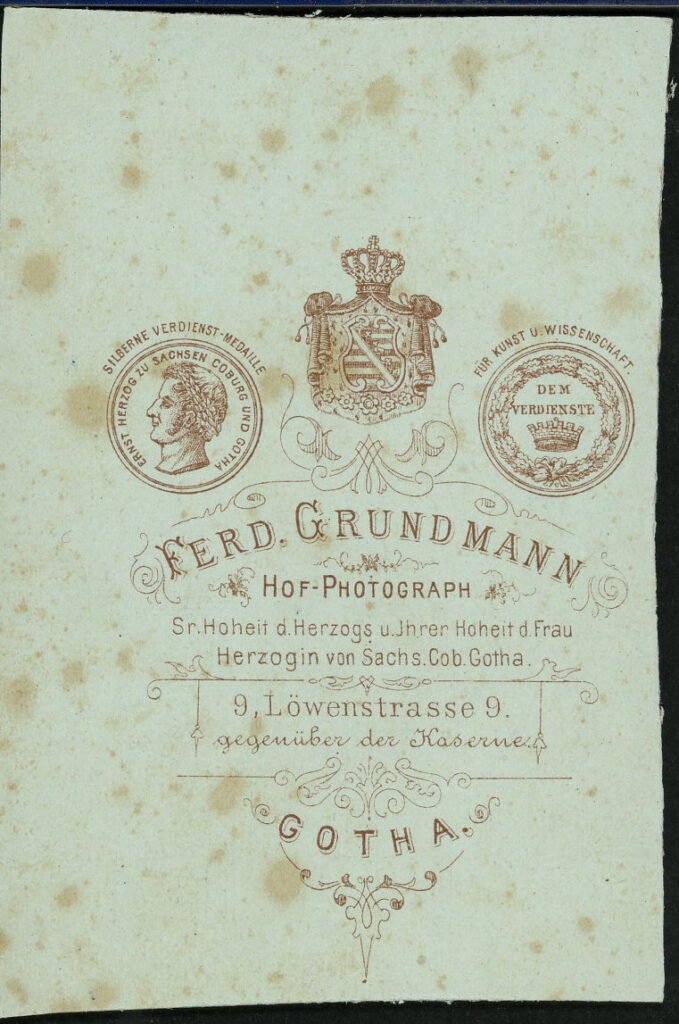 SILBERNE VERDIENST-MEDAILLE
ERNST HERZOG ZU SACHSEN COBURG UND GOTHA
FÜR KUNST U. WISSENSCHAFT.
DEM
VERDIENSTE
FERD. GRUNDMANN
HOF-PHOTOGRAPH
Sr. Hoheit d. Herzogs u. Jhrer Hoheit d. Frau
Herzogin von Sachs. Cob. Gotha.
9, Löwenstrasse 9.
gegenüber der Kaserne.
GOTHA.